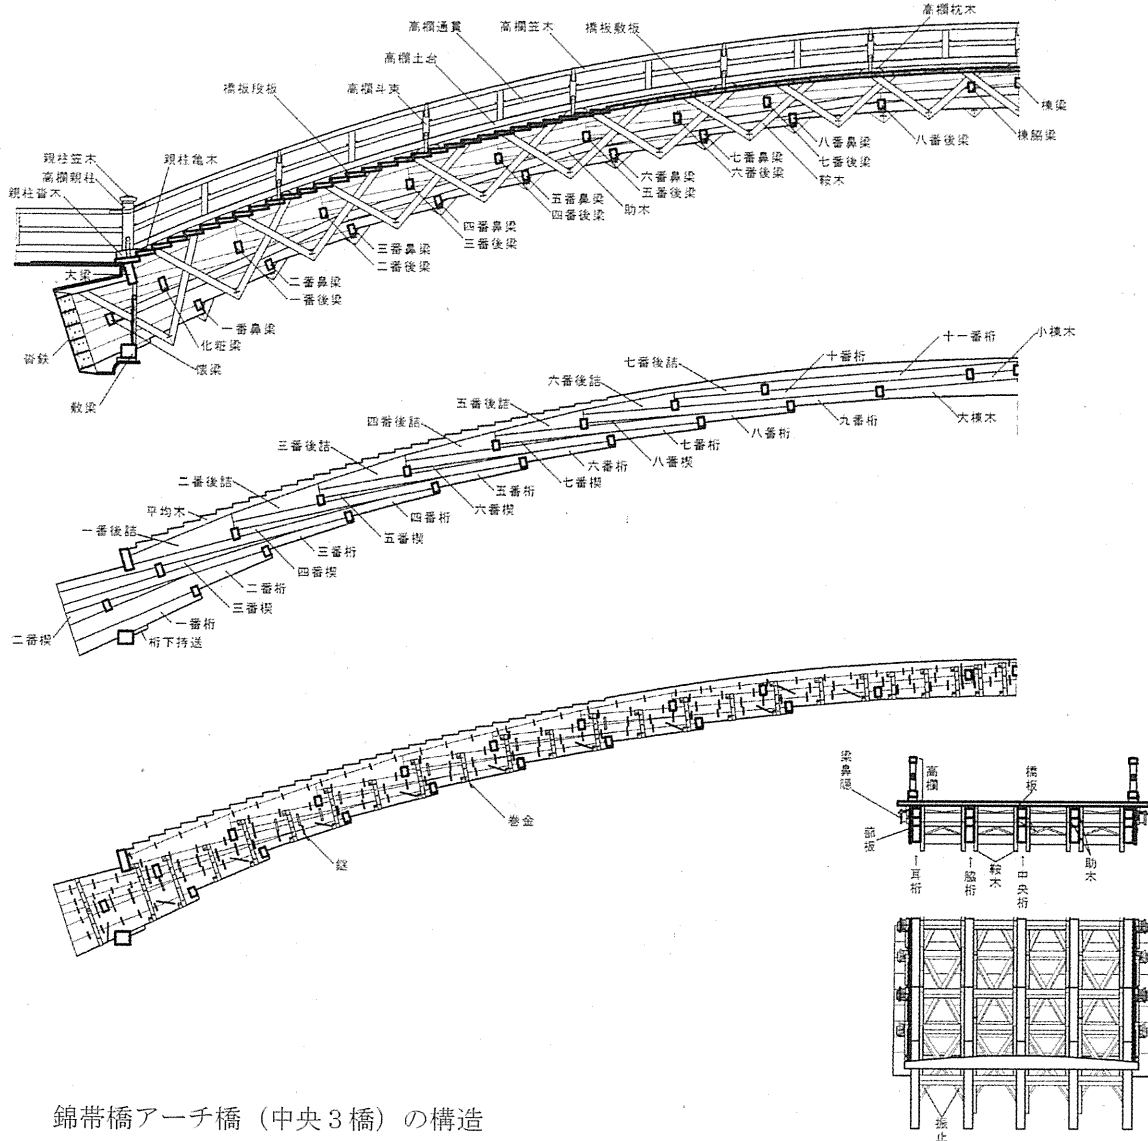 高欄枕木
高欄通貫
高欄笠木
橋板敷板
高欄土台
橋板段板
高欄斗束
棟梁
棟脇梁
八番後梁
八番鼻梁
七番後梁
鞍木
七番鼻梁
六番後梁
六番鼻梁
五番後梁
助木
五番鼻梁
四番後梁
四番鼻梁
三番後梁
三番鼻梁
二番後梁
二番鼻梁
一番後梁
一番鼻梁
化粧梁
懐梁
敷梁
沓鉄
大梁
親柱笠木
高欄親柱
親柱沓木
親柱亀木
小棟木
十一番桁
十番桁
七番後詰
六番後詰
五番後詰
四番後詰
三番後詰
二番後詰
平均木
一番後詰
大棟木
九番桁
八番桁
七番桁
八番楔
六番桁
七番楔
五番桁
六番楔
四番桁
五番楔
三番桁
四番楔
二番桁
三番楔
一番桁
二番楔
桁下持送
巻金
鎹
梁鼻隠
高欄
橋板
蔀板
耳桁
脇桁
鞍木
中央桁
助木
振止
錦帯橋アーチ橋(中央3橋)の構造